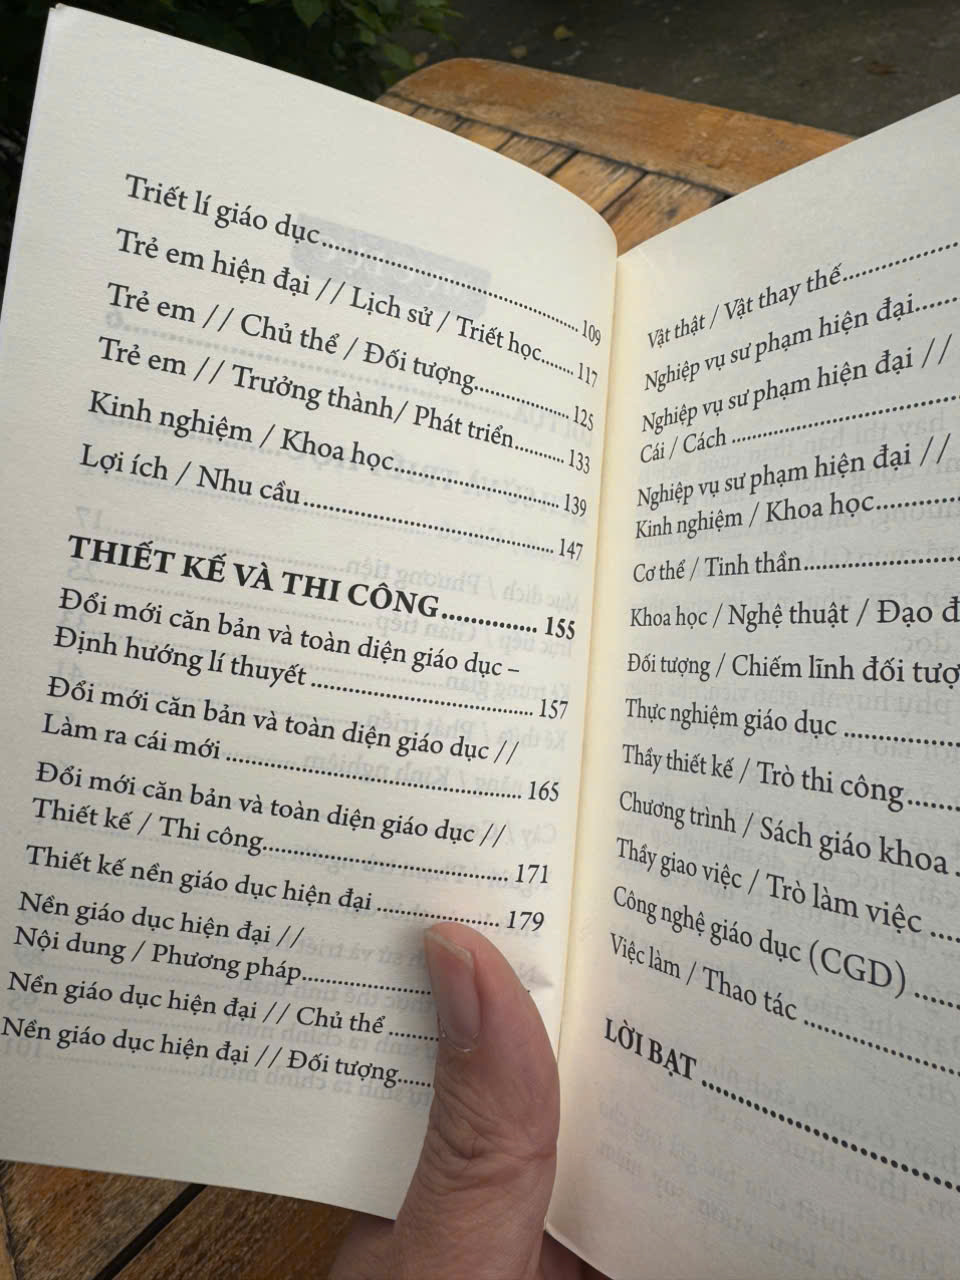 Triết lí giáo dục........................................ 109
Trẻ em hiện đại // Lịch sử / Triết học....... 117
Trẻ em // Chủ thể / Đối tượng.............. 125
Trẻ em // Trưởng thành/ Phát triển.......... 133
Kinh nghiệm / Khoa học......................... 139
Lợi ích / Nhu cầu..................................... 147
THIẾT KẾ VÀ THI CÔNG.............. 155
Đổi mới căn bản và toàn diện giáo dục –
Định hướng lí thuyết ................................ 157
Đổi mới căn bản và toàn diện giáo dục //
Làm ra cái mới .......................................... 165
Đổi mới căn bản và toàn diện giáo dục //
Thiết kế / Thi công................................... 171
Thiết kế nền giáo dục hiện đại .................. 179
Nền giáo dục hiện đại //
Nội dung / Phương pháp..................
Nền giáo dục hiện đại // Chủ thể ........
Nền giáo dục hiện đại // Đối tượng......
Vật thật / Vật thay thế..................
Nghiệp vụ sư phạm hiện đại......
Nghiệp vụ sư phạm hiện đại //
Cái / Cách ..................................
Nghiệp vụ sư phạm hiện đại //
Kinh nghiệm / Khoa học............
Cơ thể / Tinh thần........................
Khoa học / Nghệ thuật / Đạo đ
Đối tượng / Chiếm lĩnh đối tượ
Thực nghiệm giáo dục ..............
Thầy thiết kế / Trò thi công........
Chương trình / Sách giáo khoa .
Thầy giao việc / Trò làm việc ....
Công nghệ giáo dục (CGD) ......
Việc làm / Thao tác ....................
LỜI BẠT ..................................